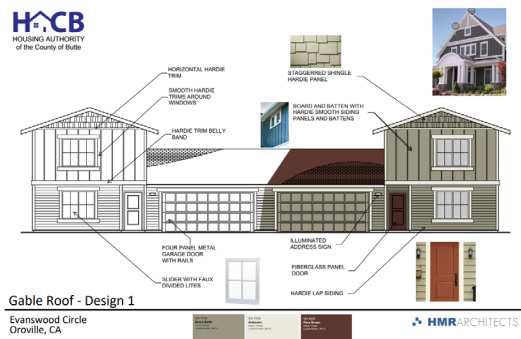 HACB
HOUSING AUTHORITY
of the County of Butte
HORIZONTAL HARDIE
TRIM
SMOOTH HARDIE
TRIMS AROUND
WINDOWS
HARDIE TRIM BELLY
BAND
STAGGERRED SHINGLE
HARDIE PANEL
BOARD AND BATTEN WITH
HARDIE SMOOTH SIDING
PANELS AND BATTENS
FOUR PANEL METAL
GARAGE DOOR
WITH RAILS
SLIDER WITH FAUX
DIVIDED LITES
ILLUMINATED
ADDRESS SIGN
FIBERGLASS PANEL
DOOR
HARDIE LAP SIDING
Gable Roof - Design 1
Evanswood Circle
Oroville, CA
HMRARCHITECTS